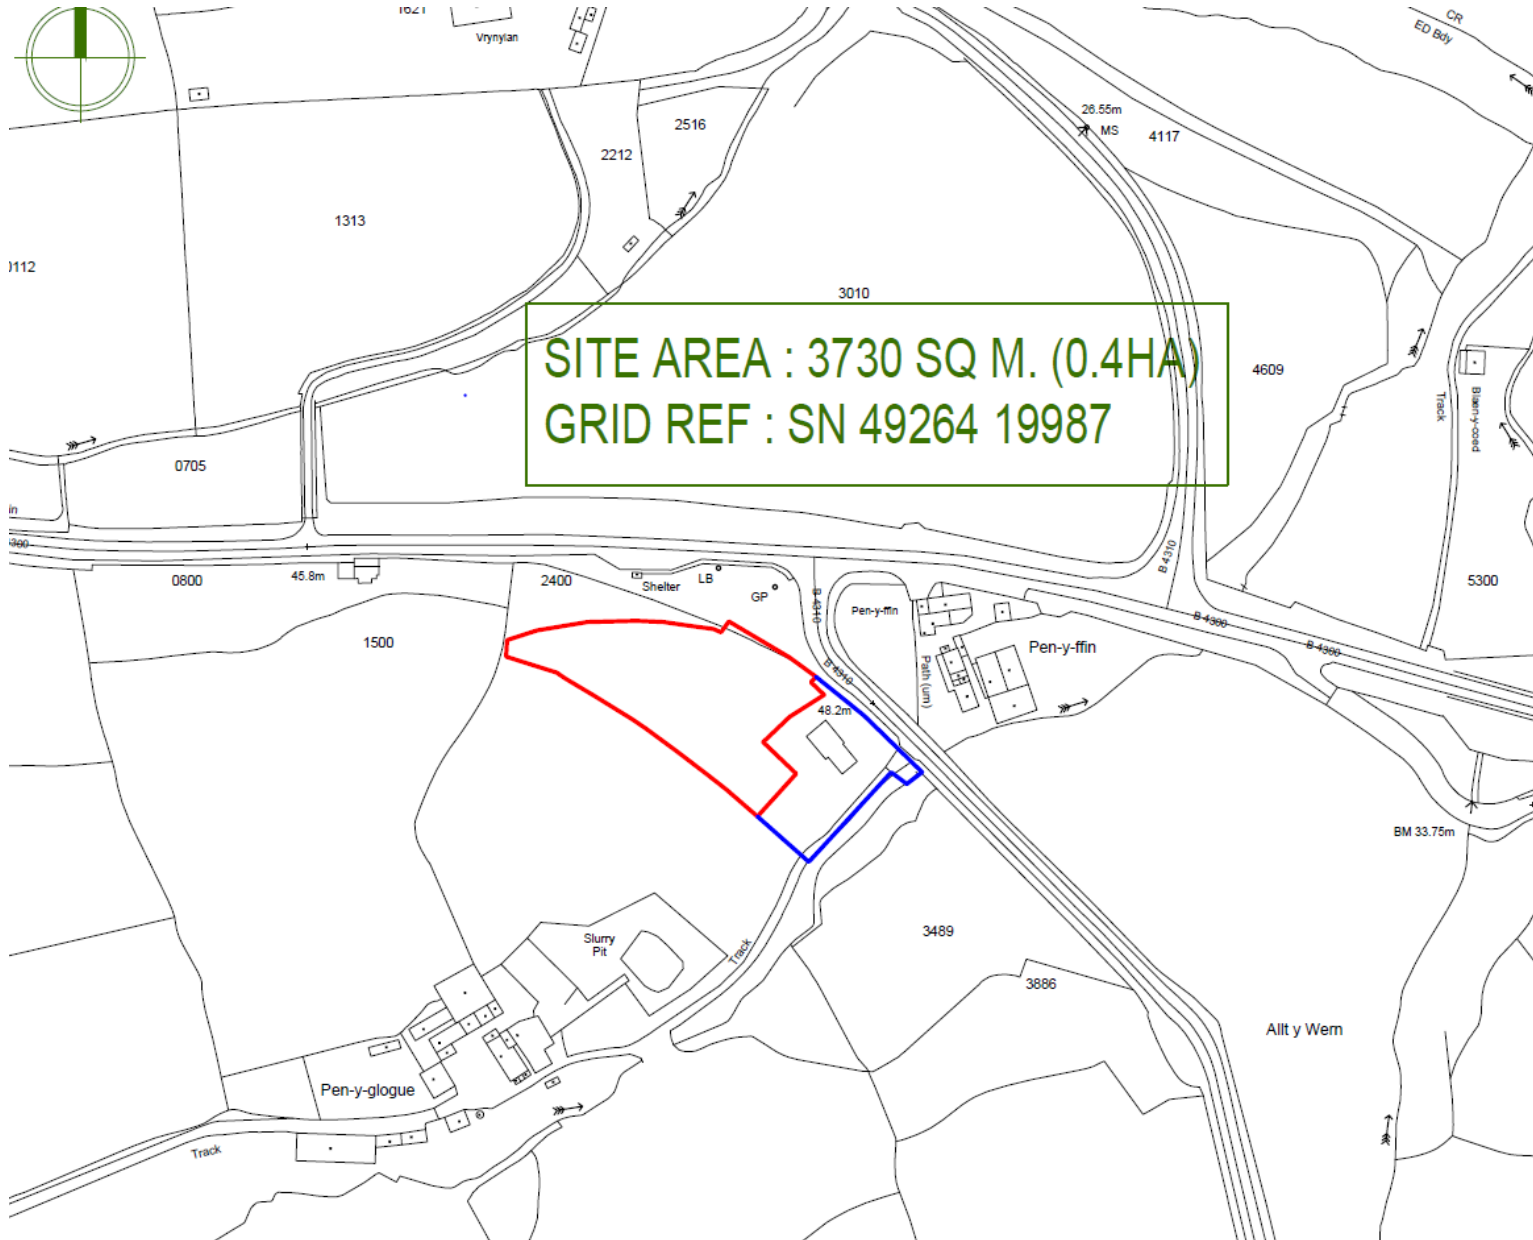 1621
Vrynylan
CR
ED Bdy
26.55m
MS
4117
2516
2212
1313
0112
3010
SITE AREA : 3730 SQ M. (0.4HA)
GRID REF : SN 49264 19987
4609
Track
Blaen-y-coed
0705
B 4310
0800
45.8m
2400
Shelter
LB
GP
B 4310
Pen-y-ffin
5300
1500
B 4300
B 4300
Pen-y-ffin
Path (um)
B 4310
48.2m
BM 33.75m
Slurry
Pit
Track
3489
3886
Allt y Wern
Pen-y-glogue
Track